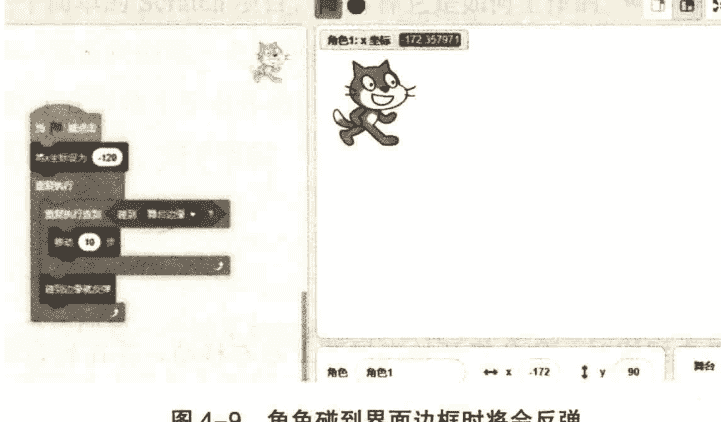 角色1: x 坐标 -172.357971
当 被点击
将x坐标设为 -120
重复执行
重复执行直到 碰到 舞台边缘 ?
移动 10 步
碰到边缘就反弹
角色 角色1 x -172 y 90 舞台
图 4-9 角色碰到界面边框时将会反弹